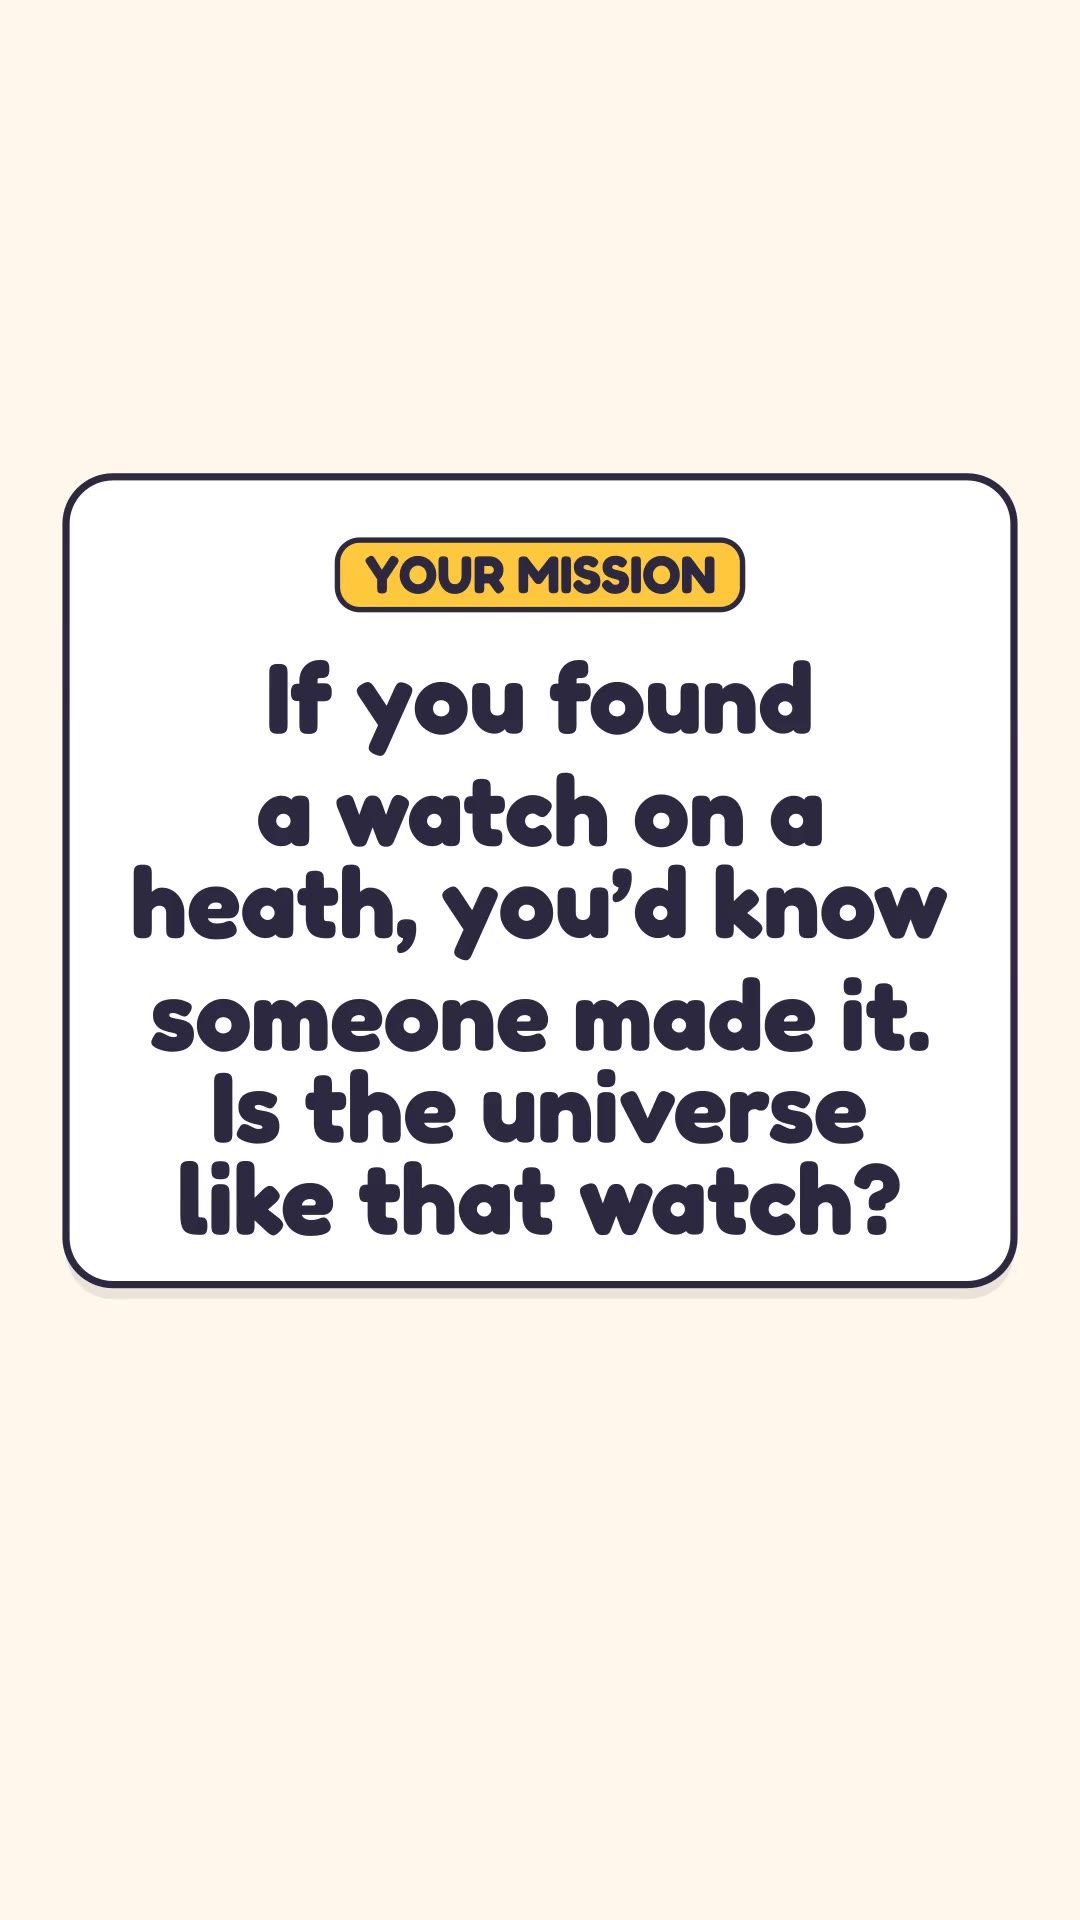 YOUR MISSION
If you found
a watch on a
heath, you’d know
someone made it.
Is the universe
like that watch?